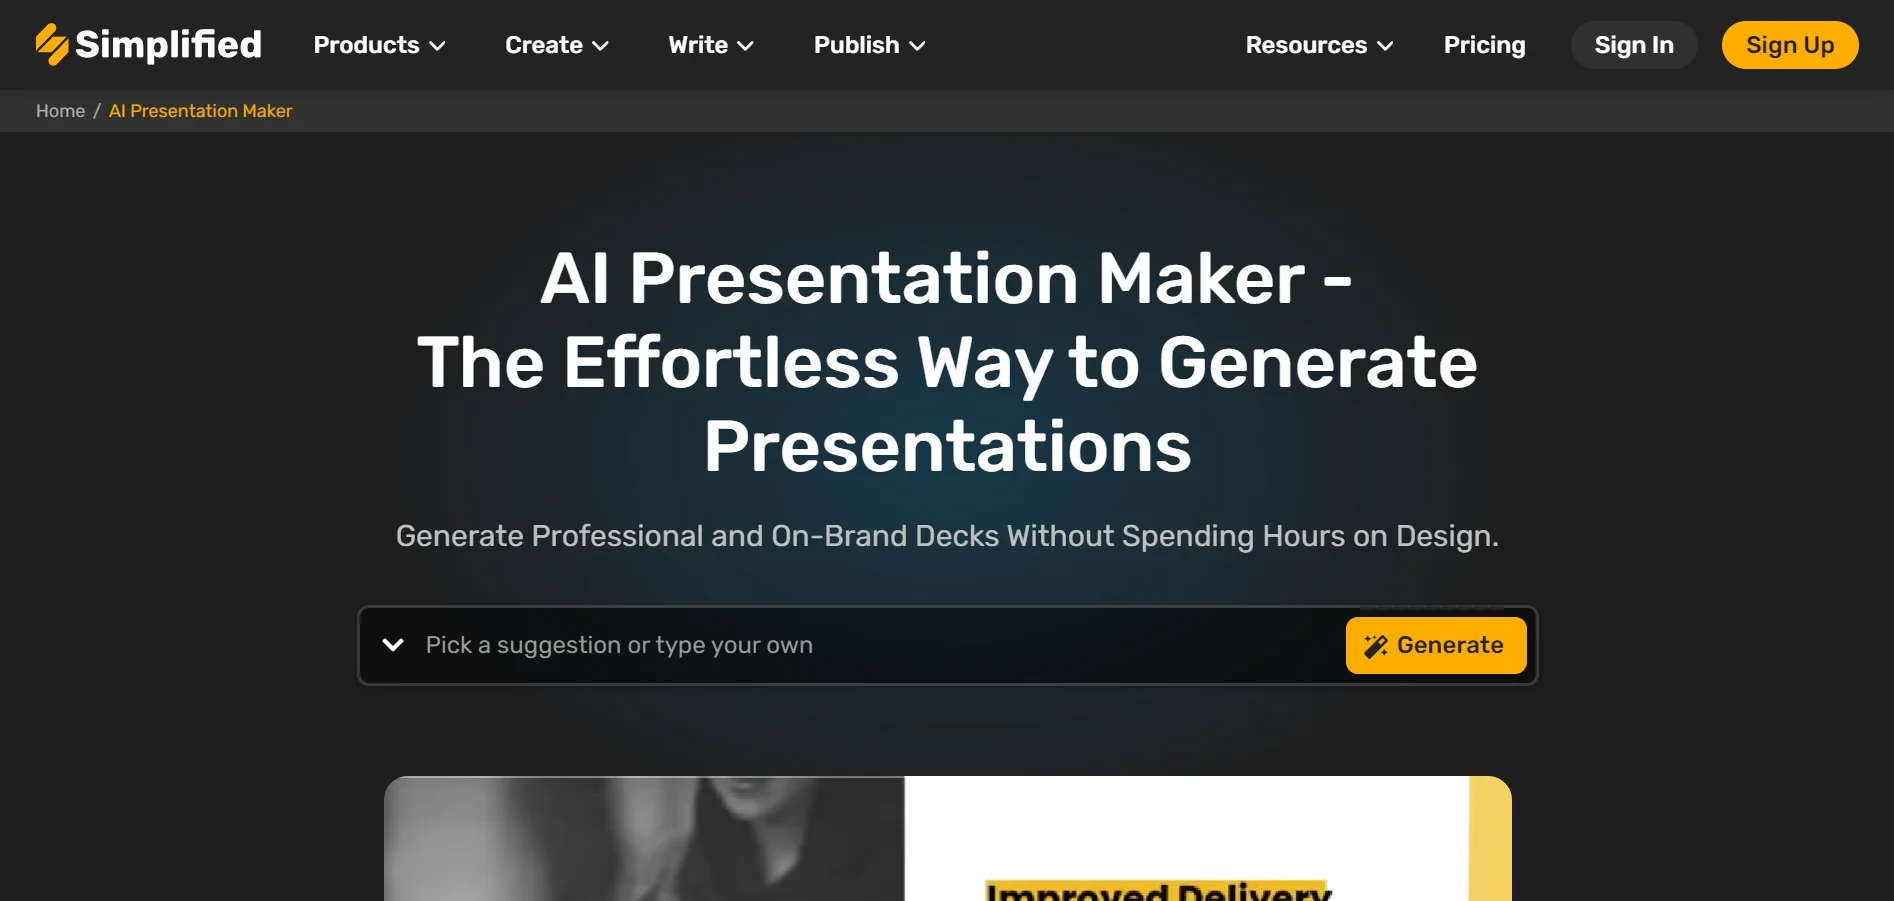 Simplified
Products
Create
Write
Publish
Resources
Pricing
Sign In
Sign Up
Home / AI Presentation Maker
AI Presentation Maker -
The Effortless Way to Generate
Presentations
Generate Professional and On-Brand Decks Without Spending Hours on Design.
Pick a suggestion or type your own
Generate
Improved Delivery